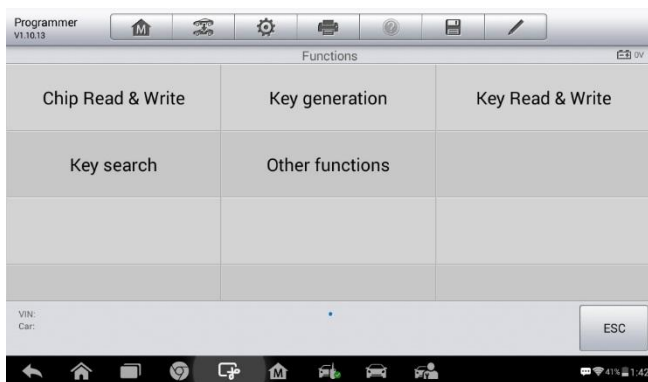 Programmer
V1.10.13
Functions
0V
Chip Read & Write
Key generation
Key Read & Write
Key search
Other functions
VIN:
Car:
ESC
41% 1:42